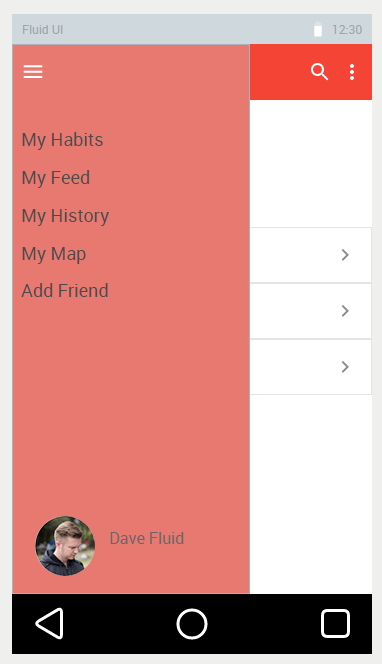 Fluid UI 12:30
My Habits
My Feed
My History
My Map
Add Friend
Dave Fluid